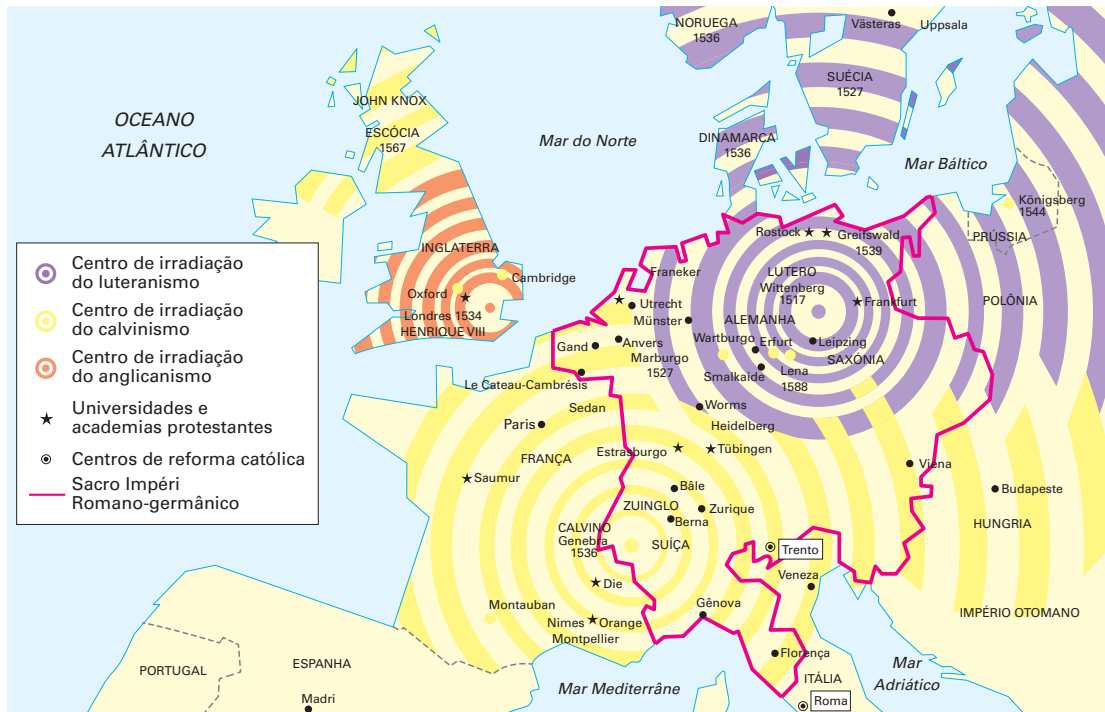 NORUEGA
1536
Västeras
Uppsala
SUÉCIA
1527
JOHN KNOX
ESCÓCIA
1567
OCEANO
ATLÂNTICO
Mar do Norte
DINAMARCA
1536
Mar Báltico
Königsberg
1544
PRÚSSIA
Rostock
Greifswald
1539
INGLATERRA
Cambridge
Oxford
Londres 1534
HENRIQUE VIII
Franeker
LUTERO
Wittenberg
1517
Utrecht
Frankfurt
POLÔNIA
Münster
ALEMANHA
Wartburgo
Erfurt
Leipzing
SAXÓNIA
Gand
Anvers
Marburgo
1527
Smalkaide
Lena
1588
Le Cateau-Cambrésis
Sedan
Worms
Paris
Heidelberg
FRANÇA
Estrasburgo
Tübingen
Viena
Saumur
Bâle
Budapeste
ZUINGLO
Zurique
Berna
HUNGRIA
CALVINO
Genebra
1536
SUÍÇA
Trento
Die
Veneza
Montauban
Gênova
IMPÉRIO OTOMANO
Nimes
Orange
Montpellier
Florença
PORTUGAL
ESPANHA
ITÁLIA
Mar
Adriático
Mar Mediterrâne
Madri
Roma
Centro de irradiação
do luteranismo
Centro de irradiação
do calvinismo
Centro de irradiação
do anglicanismo
Universidades e
academias protestantes
Centros de reforma católica
Sacro Impéri
Romano-germânico